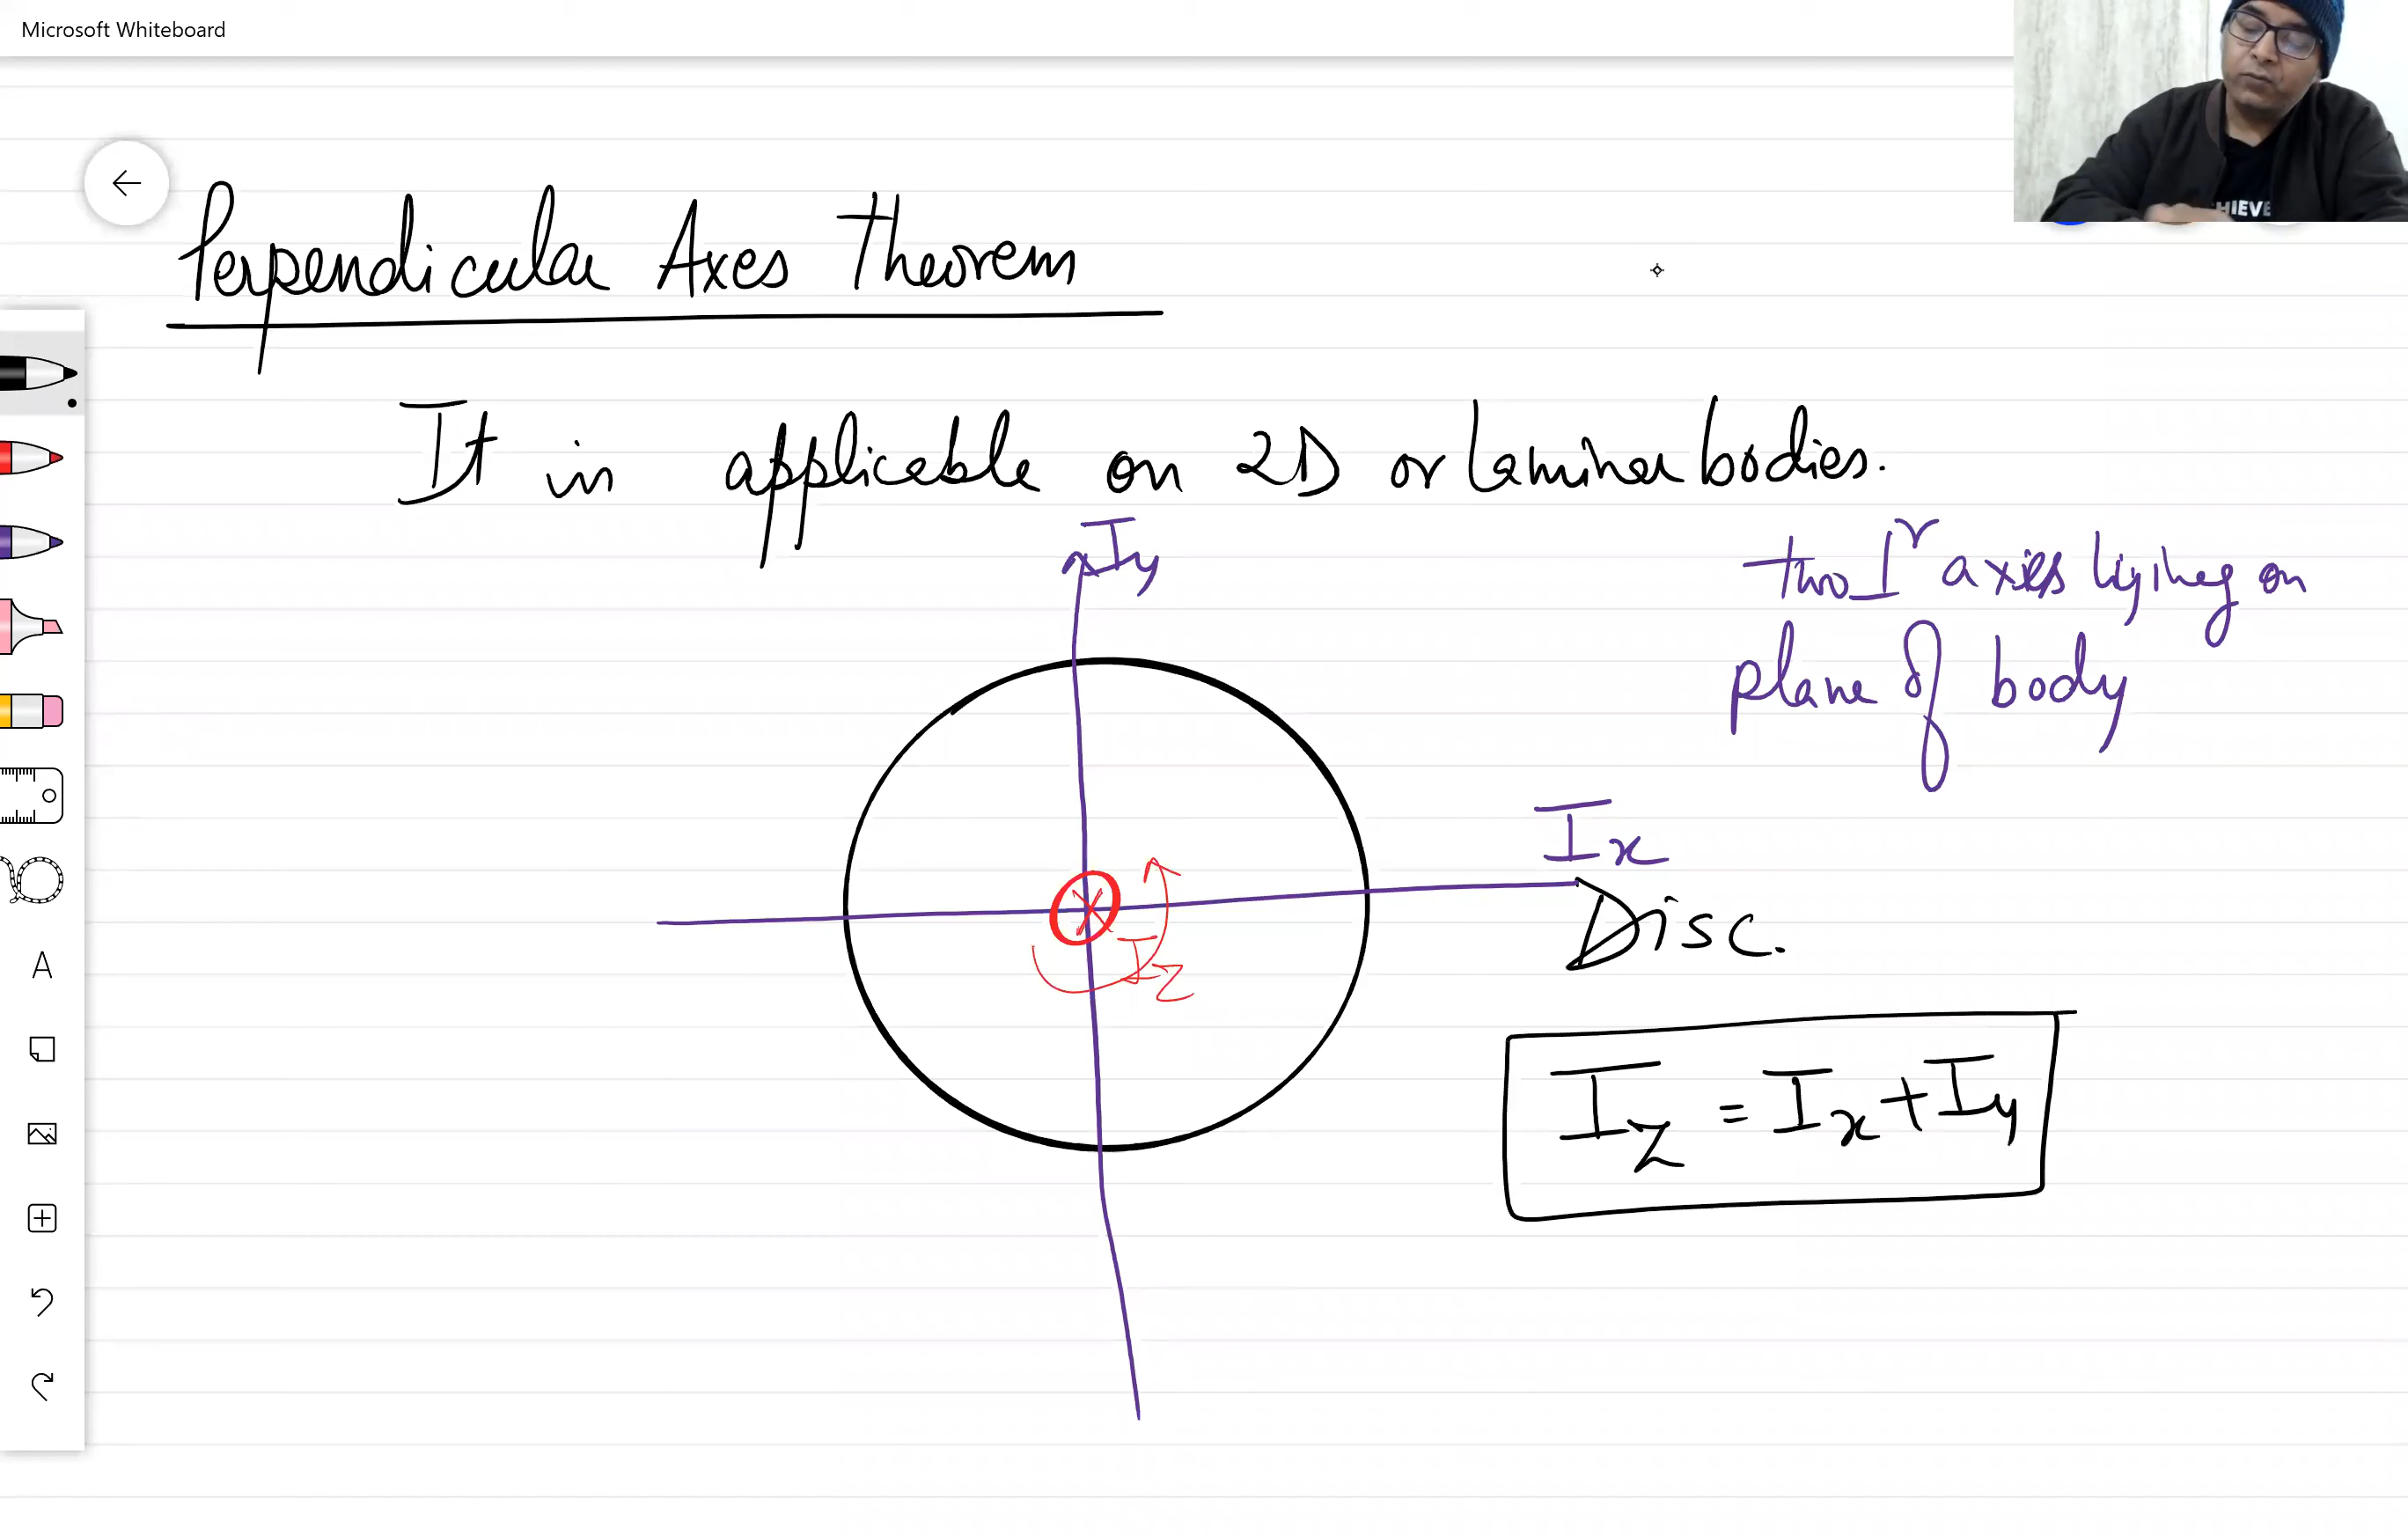 Microsoft Whiteboard
HIEVE
Perpendicular Axes Theorem
It is applicable on 2D or Laminar bodies.
Iy
two ⊥r axes lying on
plane of body
Ix
Disc.
Iz
Iz = Ix + Iy
A